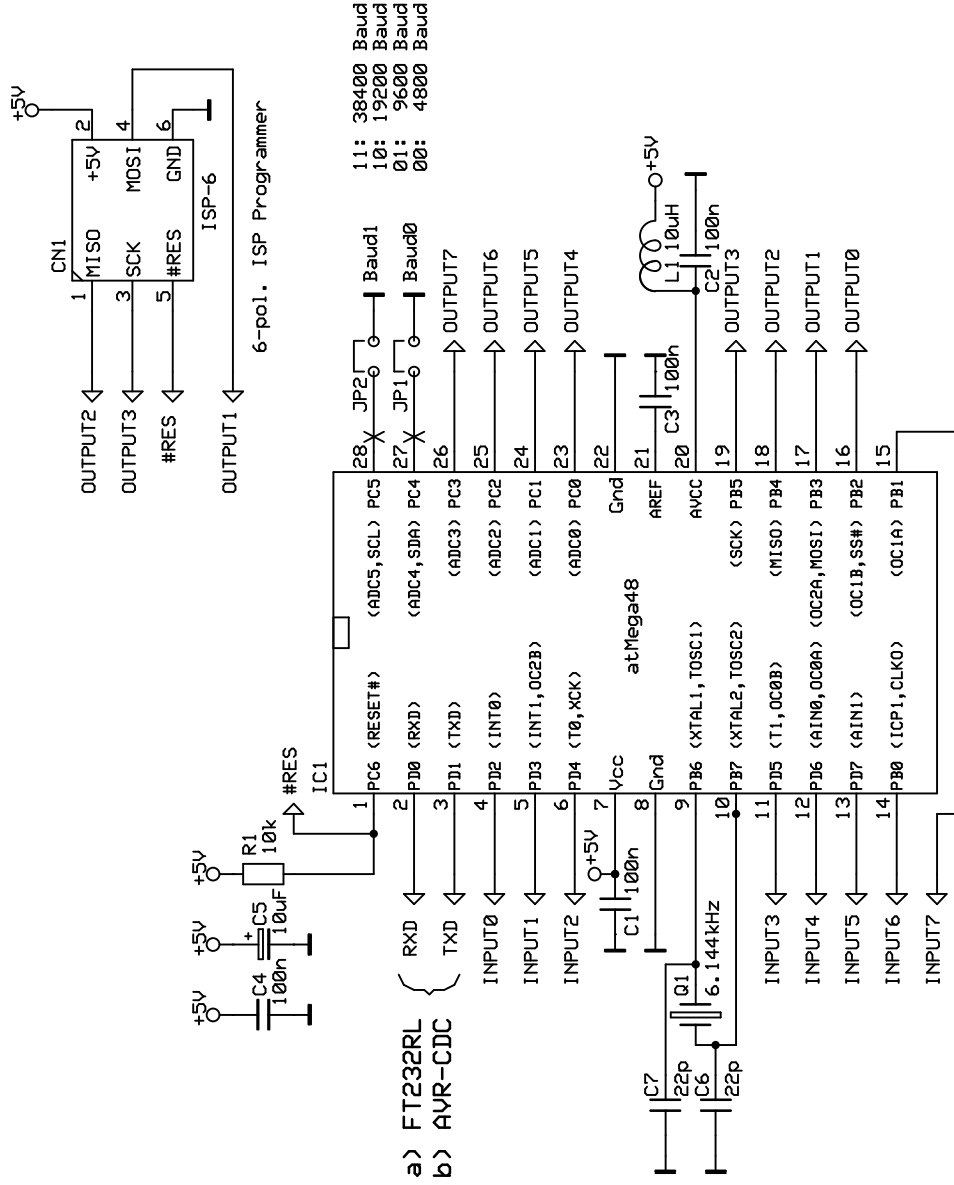 +5V
CN1
1 MISO +5V 2
3 SCK MOSI 4
5 #RES GND 6
ISP-6
6-pol. ISP Programmer
OUTPUT2
OUTPUT3
#RES
OUTPUT1
11: 38400 Baud
10: 19200 Baud
01: 9600 Baud
00: 4800 Baud
+5V
C4
100n
+5V
+ C5
10uF
+5V
R1
10k
#RES
IC1
atMega48
1 PC6 (RESET#)
2 PD0 (RXD)
3 PD1 (TXD)
4 PD2 (INT0)
5 PD3 (INT1,OC2B)
6 PD4 (T0,XCK)
7 Vcc
8 Gnd
9 PB6 (XTAL1,TOSC1)
10 PB7 (XTAL2,TOSC2)
11 PD5 (T1,OC0B)
12 PD6 (AIN0,OC0A)
13 PD7 (AIN1)
14 PB0 (ICP1,CLKO)
(ADC5,SCL) PC5 28
(ADC4,SDA) PC4 27
(ADC3) PC3 26
(ADC2) PC2 25
(ADC1) PC1 24
(ADC0) PC0 23
Gnd 22
AREF 21
AVCC 20
(SCK) PB5 19
(MISO) PB4 18
(OC2A,MOSI) PB3 17
(OC1B,SS#) PB2 16
(OC1A) PB1 15
JP2
Baud1
JP1
Baud0
OUTPUT7
OUTPUT6
OUTPUT5
OUTPUT4
C3
100n
L1
10uH
+5V
C2
100n
OUTPUT3
OUTPUT2
OUTPUT1
OUTPUT0
a) FT232RL
b) AVR-CDC
RXD
TXD
INPUT0
INPUT1
INPUT2
+5V
C1
100n
Q1
6.144kHz
C7
22p
C6
22p
INPUT3
INPUT4
INPUT5
INPUT6
INPUT7